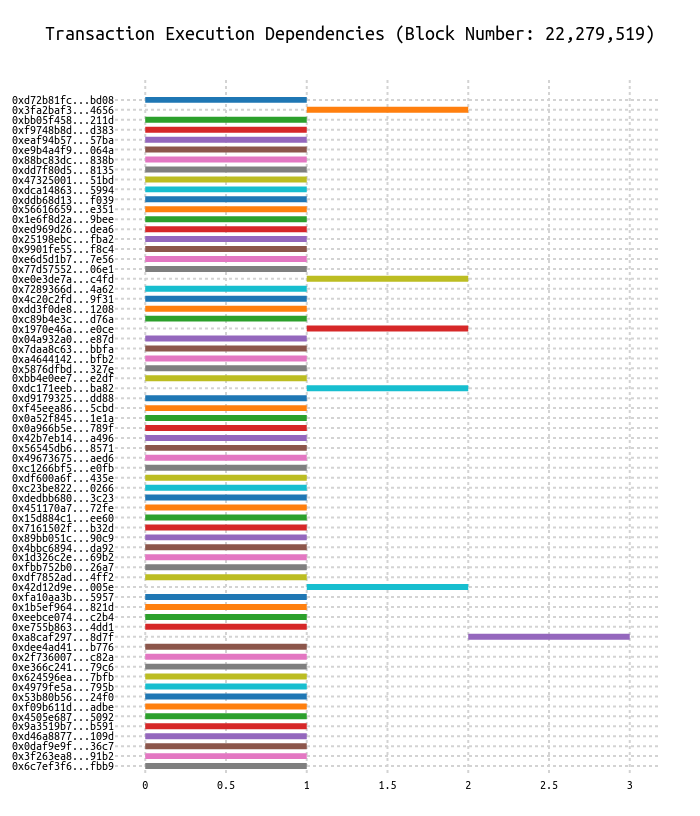 Transaction Execution Dependencies (Block Number: 22,279,519)
0xd72b81fc...bd08
0x3fa2baf3...4656
0xbb05f458...211d
0xf9748b8d...d383
0xeaf94b57...57ba
0xe9b4a4f9...064a
0x88bc83dc...838b
0xdd7f80d5...8135
0x47325001...51bd
0xdca14863...5994
0xddb68d13...f039
0x56616659...e351
0x1e6f8d2a...9bee
0xed969d26...dea6
0x25198ebc...fba2
0x9901fe55...f8c4
0xe6d5d1b7...7e56
0x77d57552...06e1
0xe0e3de7a...c4fd
0x7289366d...4a62
0x4c20c2fd...9f31
0xdd3f0de8...1208
0xc89b4e3c...d76a
0x1970e46a...e0ce
0x04a932a0...e87d
0x7daa8c63...bbfa
0xa4644142...bfb2
0x5876dfbd...327e
0xbb4e0ee7...e2df
0xdc171eeb...ba82
0xd9179325...dd88
0xf45eea86...5cbd
0x0a52f845...1e1a
0x0a966b5e...789f
0x42b7eb14...a496
0x56545db6...8571
0x49673675...aed6
0xc1266bf5...e0fb
0xdf600a6f...435e
0xc23be822...0266
0xdedbb680...3c23
0x451170a7...72fe
0x15d884c1...ee60
0x7161502f...b32d
0x89bb051c...90c9
0x4bbc6894...da92
0x1d326c2e...69b2
0xfbb752b0...26a7
0xdf7852ad...4ff2
0x42d12d9e...005e
0xfa10aa3b...5957
0x1b5ef964...821d
0xeebce074...c2b4
0xe755b863...4dd1
0xa8caf297...8d7f
0xdee4ad41...b776
0x2f736007...c82a
0xe366c241...79c6
0x624596ea...7bfb
0x4979fe5a...795b
0x53b80b56...24f0
0xf09b611d...adbe
0x4505e687...5092
0x9a3519b7...b591
0xd46a8877...109d
0x0daf9e9f...36c7
0x3f263ea8...91b2
0x6c7ef3f6...fbb9
0 0.5 1 1.5 2 2.5 3